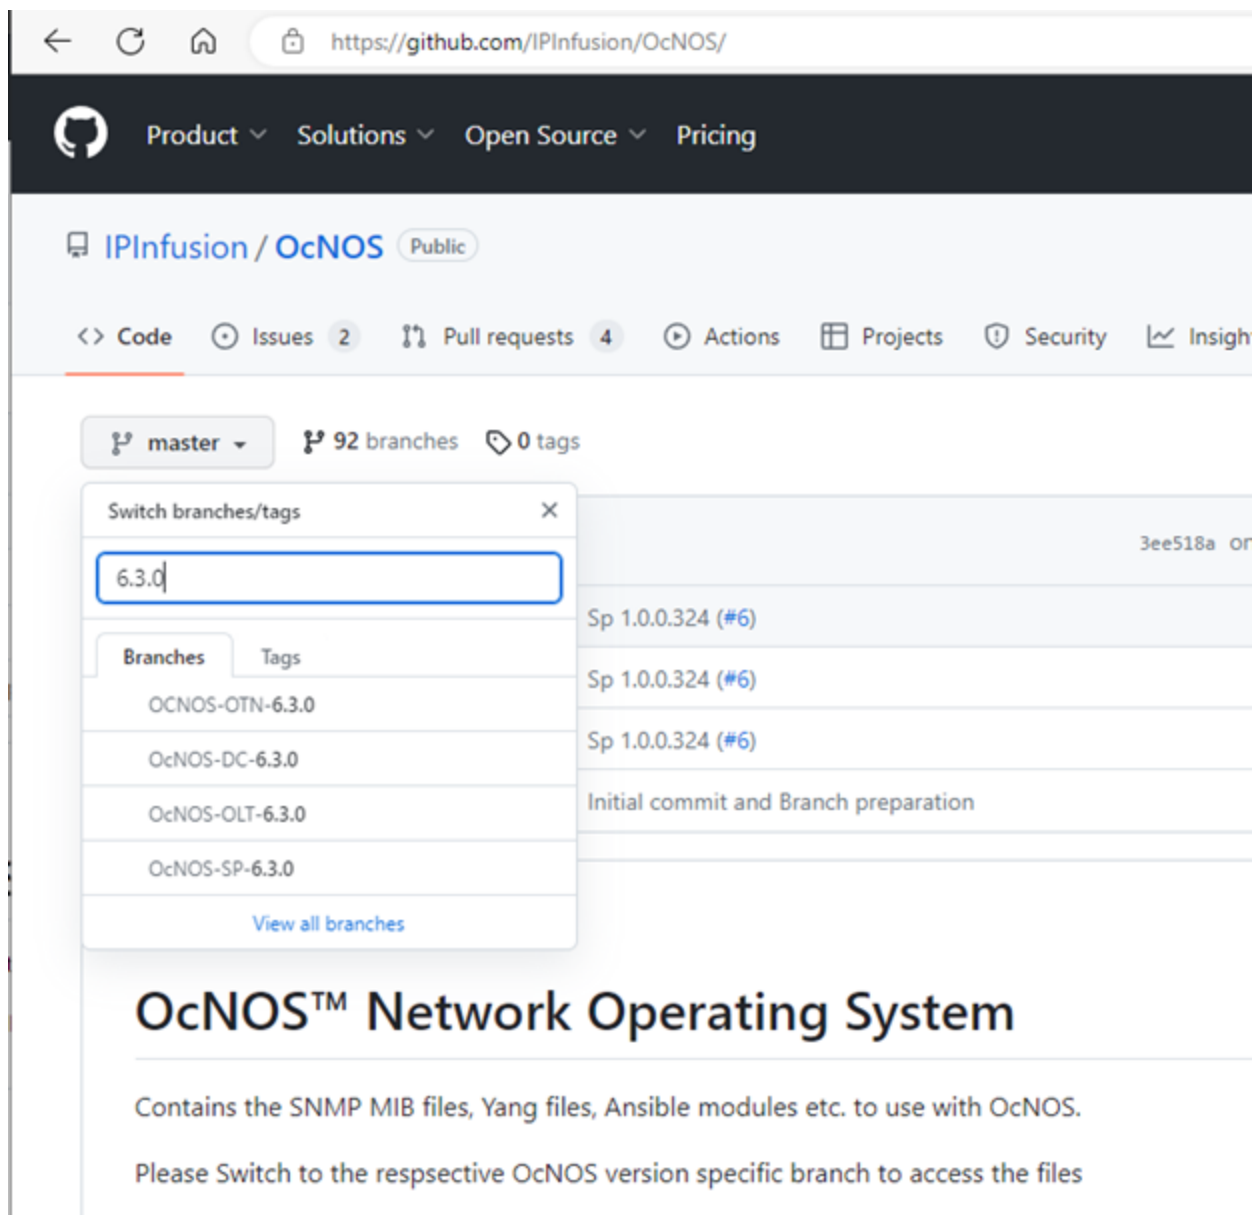 https://github.com/IPInfusion/OcNOS/
Product Solutions Open Source Pricing
IPInfusion / OcNOS Public
Code Issues 2 Pull requests 4 Actions Projects Security Insigh
master 92 branches 0 tags
Switch branches/tags
3ee518a on
6.3.0
Sp 1.0.0.324 (#6)
Branches Tags
Sp 1.0.0.324 (#6)
OCNOS-OTN-6.3.0
Sp 1.0.0.324 (#6)
OcNOS-DC-6.3.0
Initial commit and Branch preparation
OcNOS-OLT-6.3.0
OcNOS-SP-6.3.0
View all branches
OcNOS™ Network Operating System
Contains the SNMP MIB files, Yang files, Ansible modules etc. to use with OcNOS.
Please Switch to the respsective OcNOS version specific branch to access the files